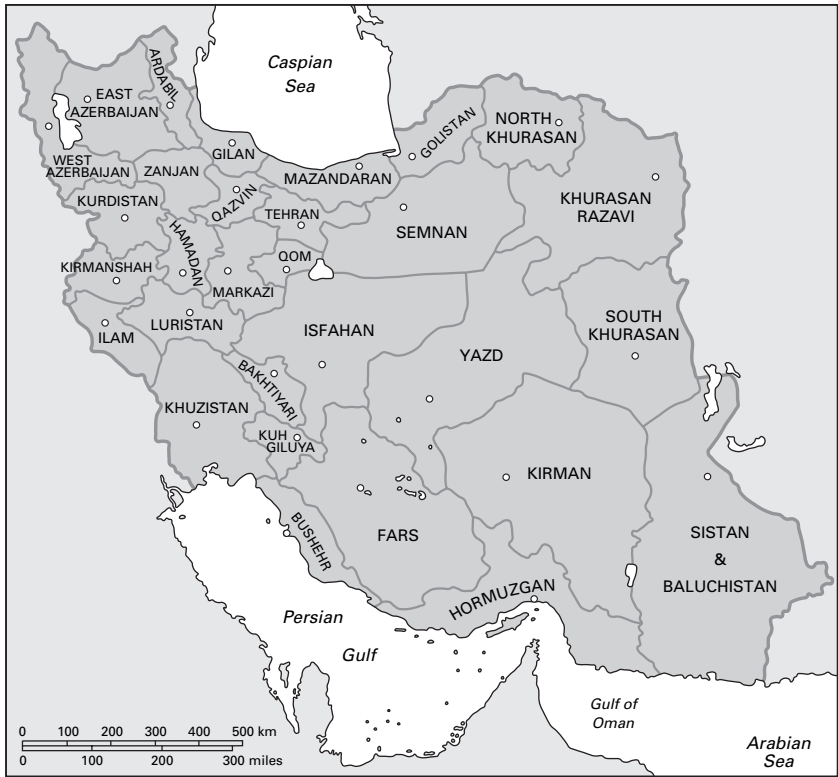 Caspian
Sea
ARDABIL
EAST
AZERBAIJAN
GOLISTAN
NORTH
KHURASAN
GILAN
WEST
AZERBAIJAN
ZANJAN
MAZANDARAN
KHURASAN
RAZAVI
KURDISTAN
QAZVIN
TEHRAN
SEMNAN
HAMADAN
QOM
KIRMANSHAH
MARKAZI
SOUTH
KHURASAN
LURISTAN
ISFAHAN
ILAM
YAZD
BAKHTIYARI
KHUZISTAN
KUH
GILUYA
KIRMAN
BUSHEHR
FARS
SISTAN
&
BALUCHISTAN
HORMUZGAN
Persian
Gulf
Gulf of
Oman
Arabian
Sea
0 100 200 300 400 500 km
0 100 200 300 miles